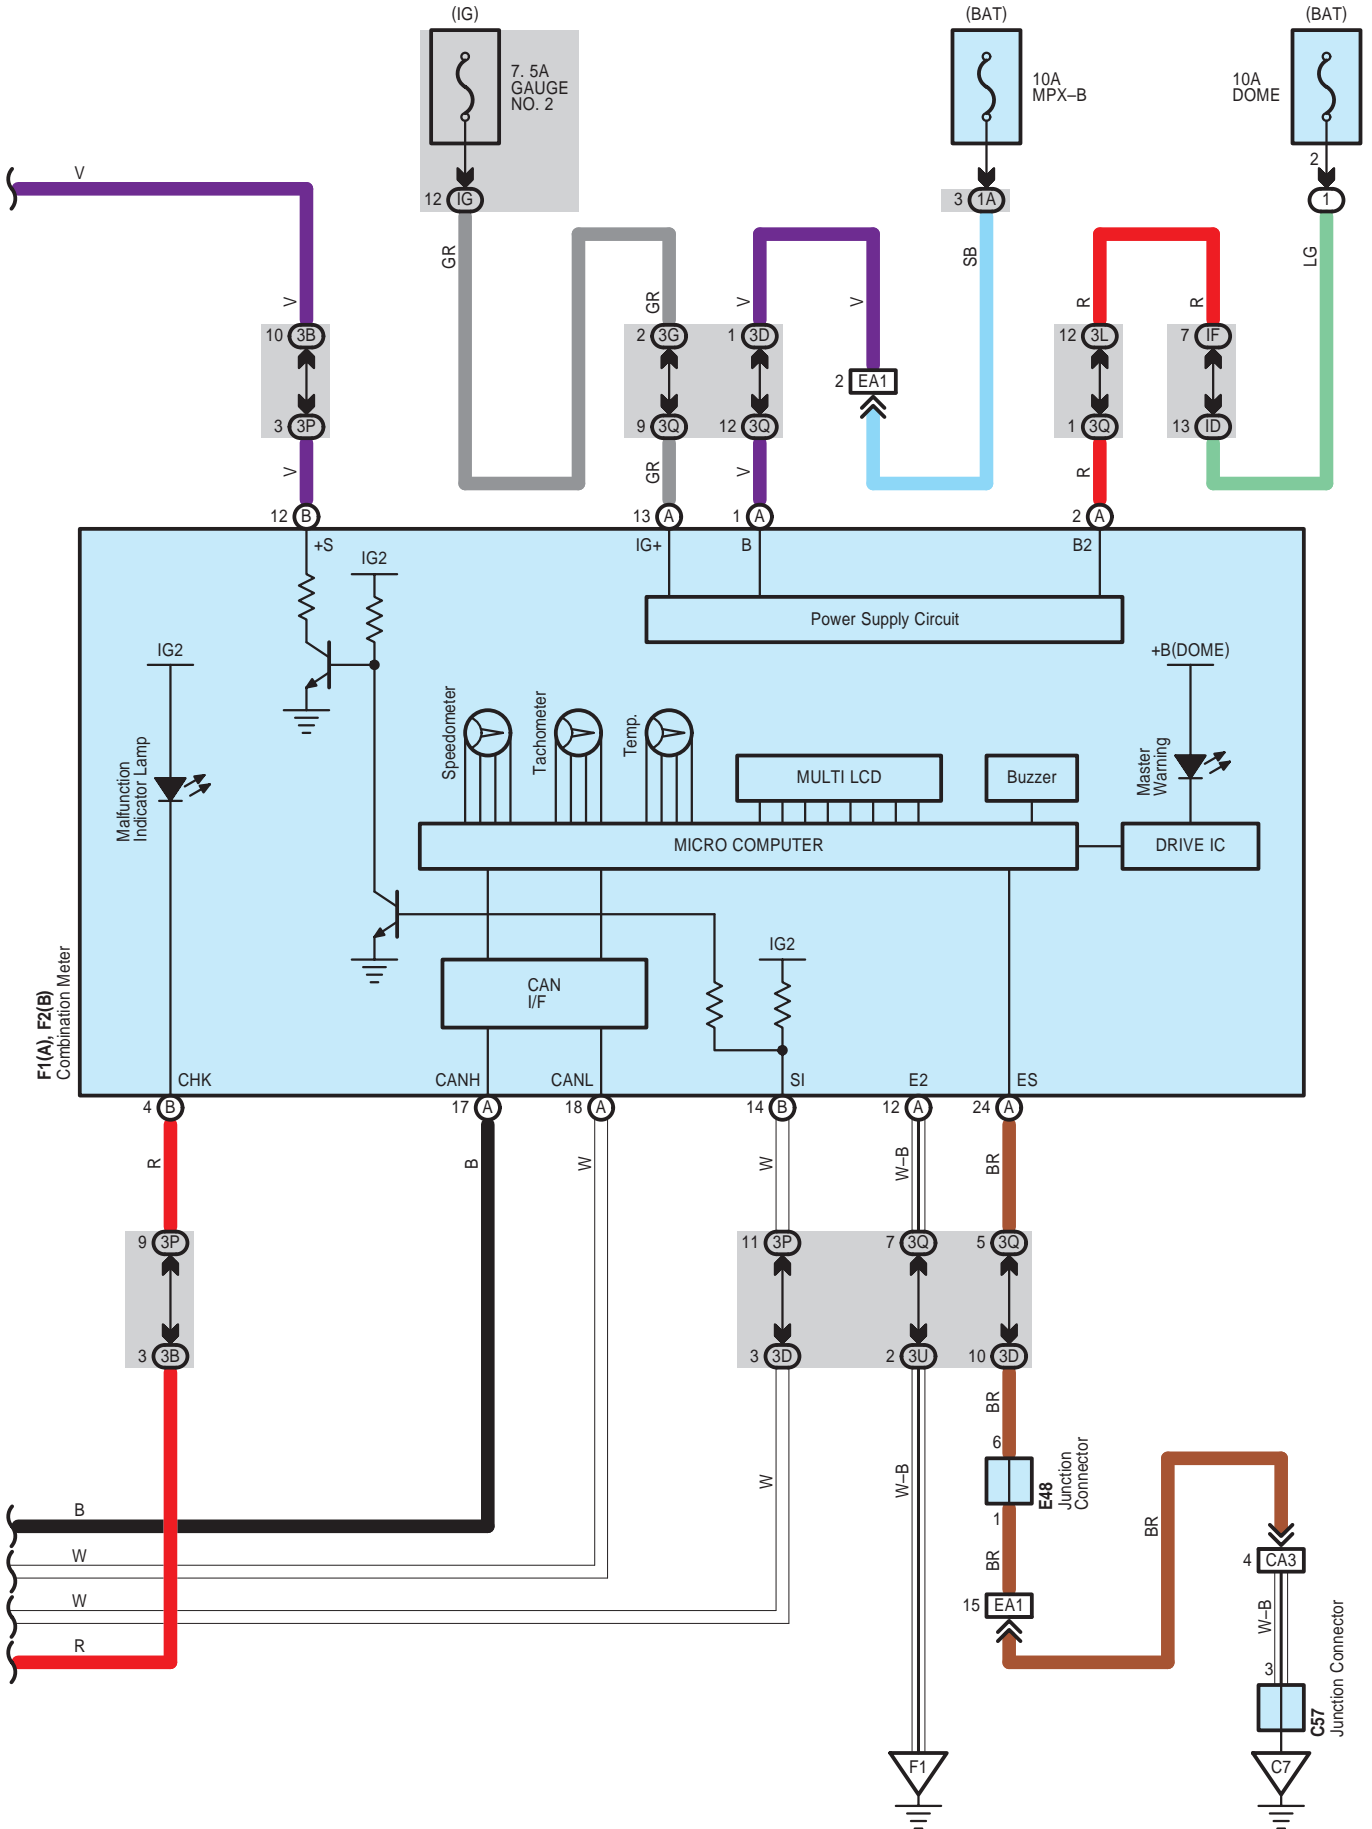 (IG)
(BAT)
(BAT)
7. 5A
GAUGE
NO. 2
10A
MPX–B
10A
DOME
2
V
12 IG
3 1A
1
GR
SB
LG
V
GR
V
V
R
R
10 3B
2 3G
1 3D
12 3L
7 IF
2 EA1
3 3P
9 3Q
12 3Q
1 3Q
13 ID
V
GR
V
R
12 B
13 A
1 A
2 A
+S
IG+
B
B2
IG2
Power Supply Circuit
IG2
+B(DOME)
Malfunction
Indicator Lamp
Speedometer
Tachometer
Temp.
MULTI LCD
Buzzer
Master
Warning
MICRO COMPUTER
DRIVE IC
IG2
CAN
I/F
F1(A), F2(B)
Combination Meter
CHK
CANH
CANL
SI
E2
ES
4 B
17 A
18 A
14 B
12 A
24 A
R
B
W
W
W–B
BR
9 3P
11 3P
7 3Q
5 3Q
3 3B
3 3D
2 3U
10 3D
BR
6
W
W–B
E48
Junction
Connector
1
B
BR
BR
W
4 CA3
W
15 EA1
W–B
R
3
C57
Junction Connector
F1
C7